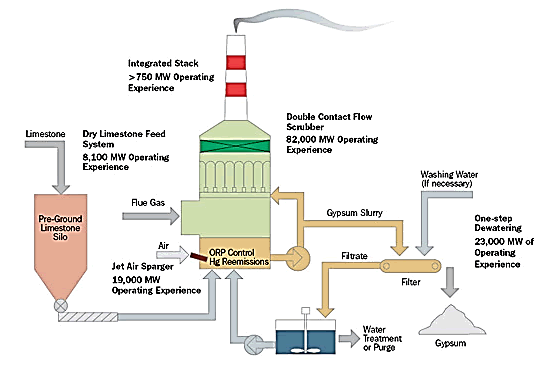 Integrated Stack
>750 MW Operating
Experience
Double Contact Flow
Scrubber
82,000 MW Operating
Experience
Limestone
Dry Limestone Feed
System
8,100 MW Operating
Experience
Washing Water
(If necessary)
Flue Gas
Gypsum Slurry
One-step
Dewatering
23,000 MW of
Operating
Experience
Pre-Ground
Limestone
Silo
Air
ORP Control
Hg Reemissions
Filtrate
Filter
Jet Air Sparger
19,000 MW
Operating Experience
Water
Treatment
or Purge
Gypsum